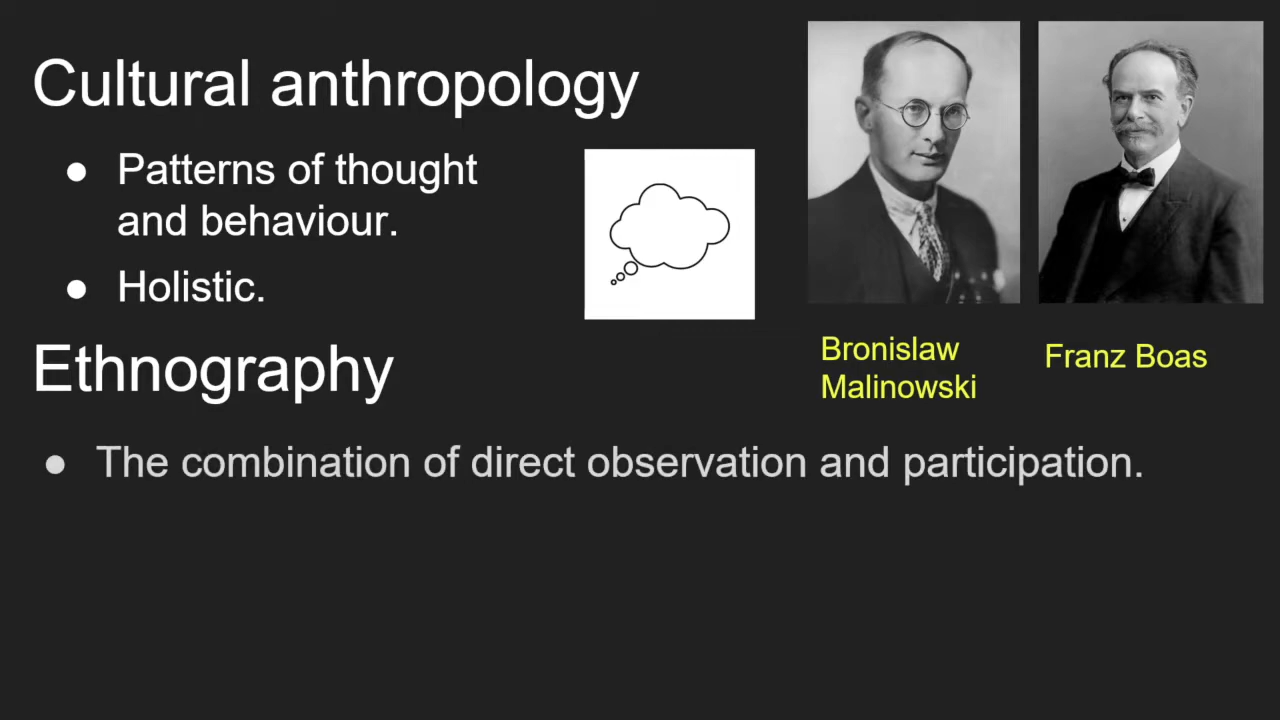 Cultural anthropology
● Patterns of thought
and behaviour.
● Holistic.
Bronislaw
Malinowski
Franz Boas
Ethnography
● The combination of direct observation and participation.